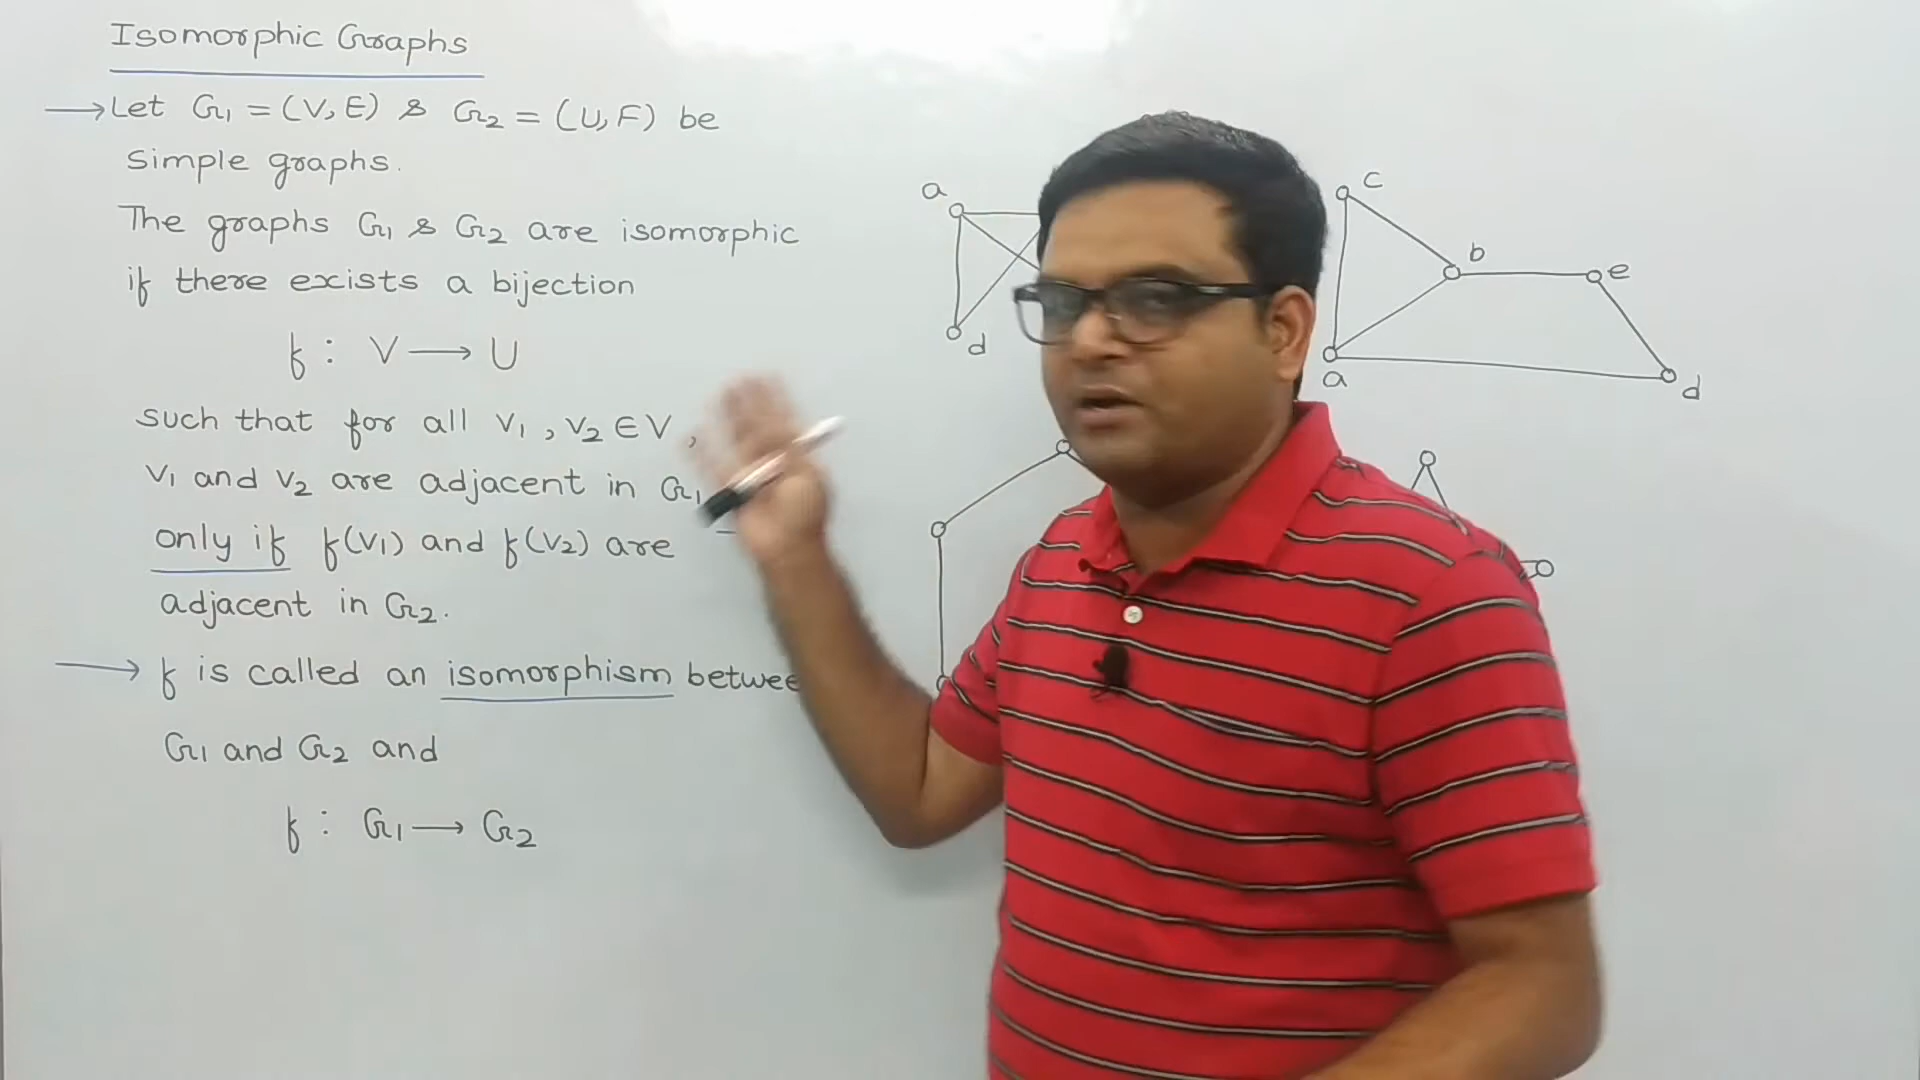 Isomorphic Graphs
→ Let G₁ = (V, E) & G₂ = (U, F) be
Simple graphs.
The graphs G₁ & G₂ are isomorphic
if there exists a bijection
f : V → U
such that for all v₁, v₂ ∈ V,
v₁ and v₂ are adjacent in G₁
only if f(v₁) and f(v₂) are
adjacent in G₂.
→ f is called an isomorphism
G₁ and G₂ and
f : G₁ → G₂
a
d
c
b
e
a
d